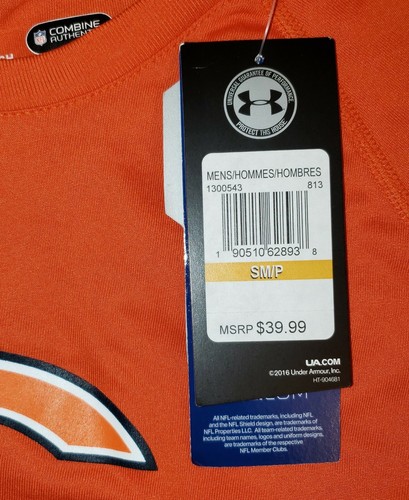 COMBINE
AUTHENTIC
UNIVERSAL GUARANTEE OF PERFORMANCE
PROTECT THIS HOUSE
MENS/HOMMES/HOMBRES
1300543 813
1 90510 62893 8
SM/P
MSRP $39.99
UA.COM
©2016 Under Armour, Inc.
HT-904681
.COM
All NFL-related trademarks, including NFL
and the NFL Shield design, are trademarks of
NFL Properties LLC. All team-related trademarks,
including team names, logos and uniform designs,
are trademarks of the respective
NFL Member Clubs.